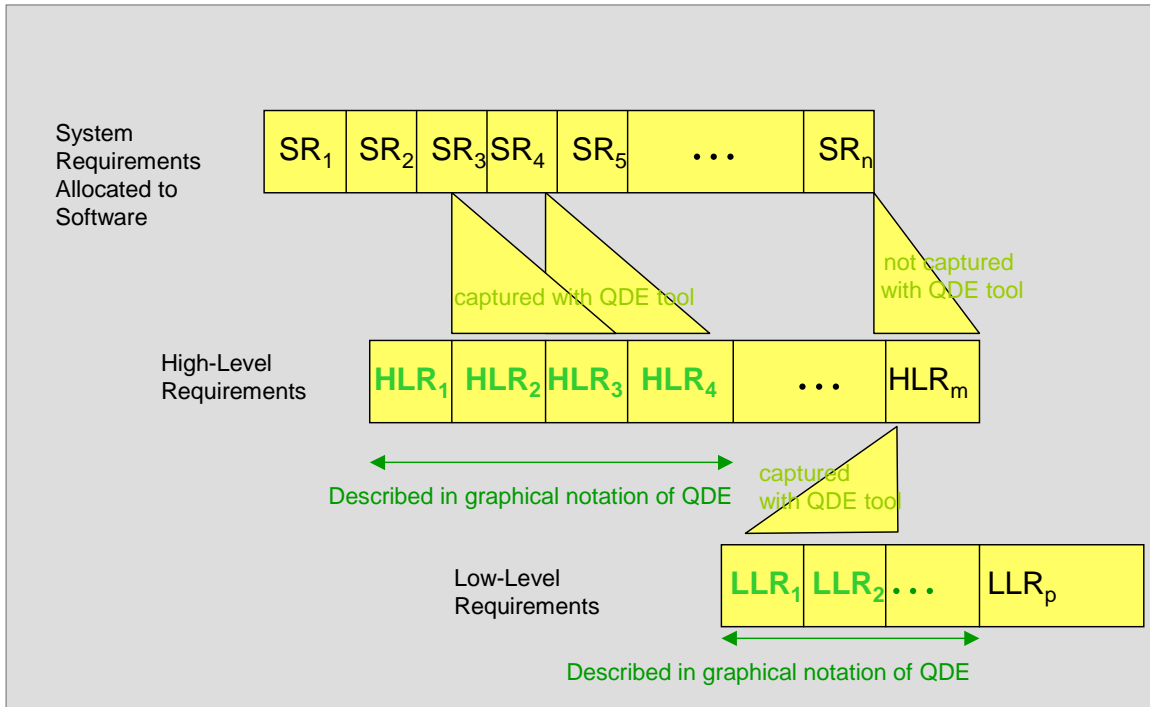 System
Requirements
Allocated to
Software
SR1 SR2 SR3 SR4 SR5 ... SRn
captured with QDE tool
not captured
with QDE tool
High-Level
Requirements
HLR1 HLR2 HLR3 HLR4 ... HLRm
Described in graphical notation of QDE
captured
with QDE tool
Low-Level
Requirements
LLR1 LLR2 ... LLRp
Described in graphical notation of QDE